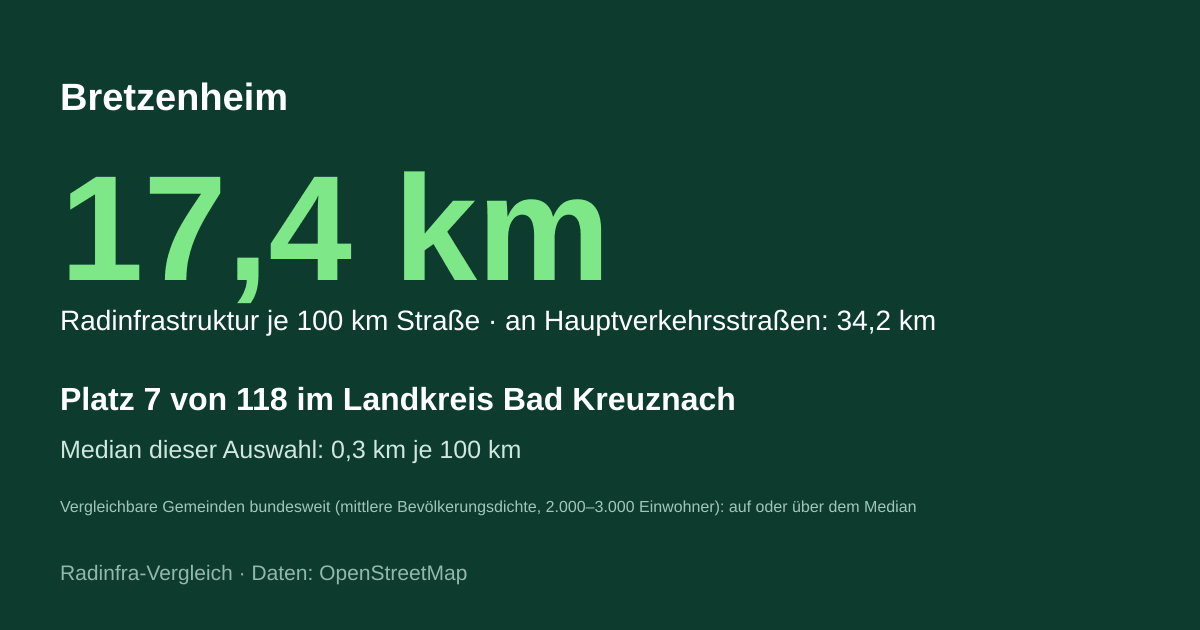 Bretzenheim
17,4 km
Radinfrastruktur je 100 km Straße · an Hauptverkehrsstraßen: 34,2 km
Platz 7 von 118 im Landkreis Bad Kreuznach
Median dieser Auswahl: 0,3 km je 100 km
Vergleichbare Gemeinden bundesweit (mittlere Bevölkerungsdichte, 2.000–3.000 Einwohner): auf oder über dem Median
Radinfra-Vergleich · Daten: OpenStreetMap